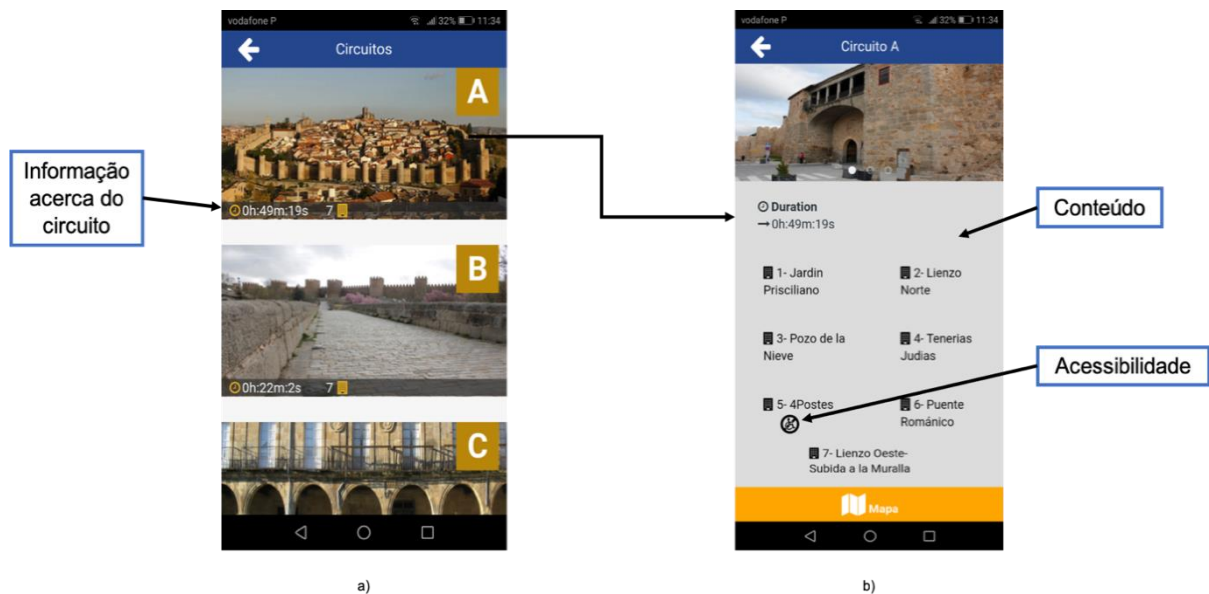 vodafone P 32% 11:34
Circuitos
A
0h:49m:19s 7
B
0h:22m:2s 7
C
Informação
acerca do
circuito
a)
vodafone P 32% 11:34
Circuito A
Duration
0h:49m:19s
1- Jardin
Prisciliano
2- Lienzo
Norte
3- Pozo de la
Nieve
4- Tenerias
Judias
5- 4Postes
6- Puente
Románico
7- Lienzo Oeste-
Subida a la Muralla
Mapa
Conteúdo
Acessibilidade
b)